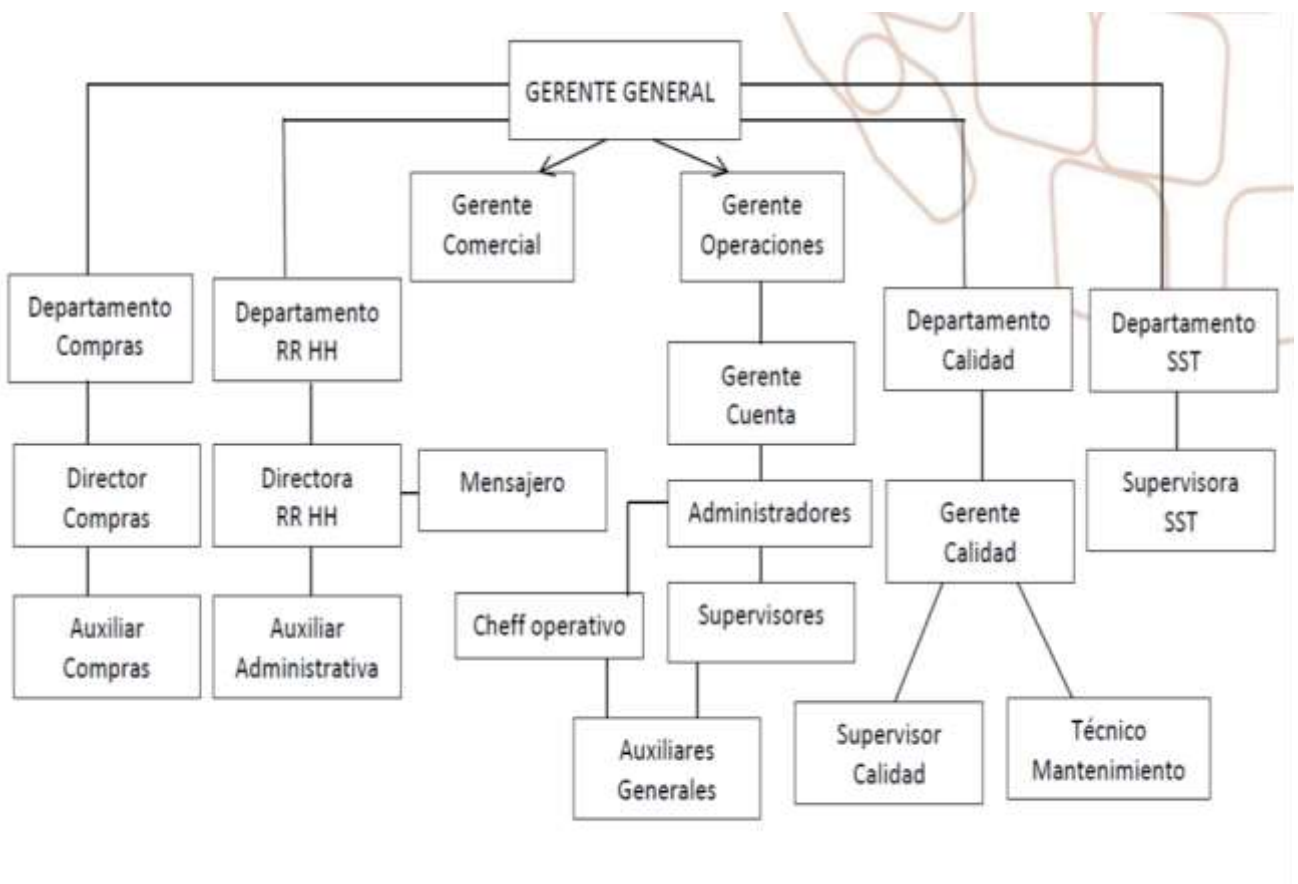 GERENTE GENERAL
Gerente
Comercial
Gerente
Operaciones
Departamento
Compras
Departamento
RR HH
Departamento
Calidad
Departamento
SST
Gerente
Cuenta
Director
Compras
Directora
RR HH
Mensajero
Administradores
Gerente
Calidad
Supervisora
SST
Auxiliar
Compras
Auxiliar
Administrativa
Cheff operativo
Supervisores
Auxiliares
Generales
Supervisor
Calidad
Técnico
Mantenimiento